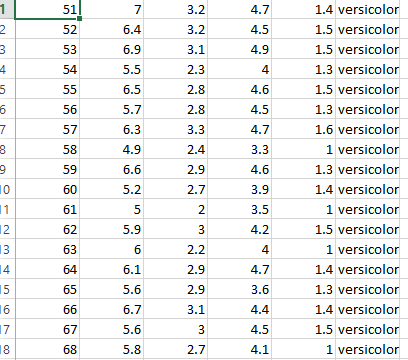 1 51 7 3.2 4.7 1.4 versicolor
2 52 6.4 3.2 4.5 1.5 versicolor
3 53 6.9 3.1 4.9 1.5 versicolor
4 54 5.5 2.3 4 1.3 versicolor
5 55 6.5 2.8 4.6 1.5 versicolor
6 56 5.7 2.8 4.5 1.3 versicolor
7 57 6.3 3.3 4.7 1.6 versicolor
8 58 4.9 2.4 3.3 1 versicolor
9 59 6.6 2.9 4.6 1.3 versicolor
10 60 5.2 2.7 3.9 1.4 versicolor
11 61 5 2 3.5 1 versicolor
12 62 5.9 3 4.2 1.5 versicolor
13 63 6 2.2 4 1 versicolor
14 64 6.1 2.9 4.7 1.4 versicolor
15 65 5.6 2.9 3.6 1.3 versicolor
16 66 6.7 3.1 4.4 1.4 versicolor
17 67 5.6 3 4.5 1.5 versicolor
18 68 5.8 2.7 4.1 1 versicolor